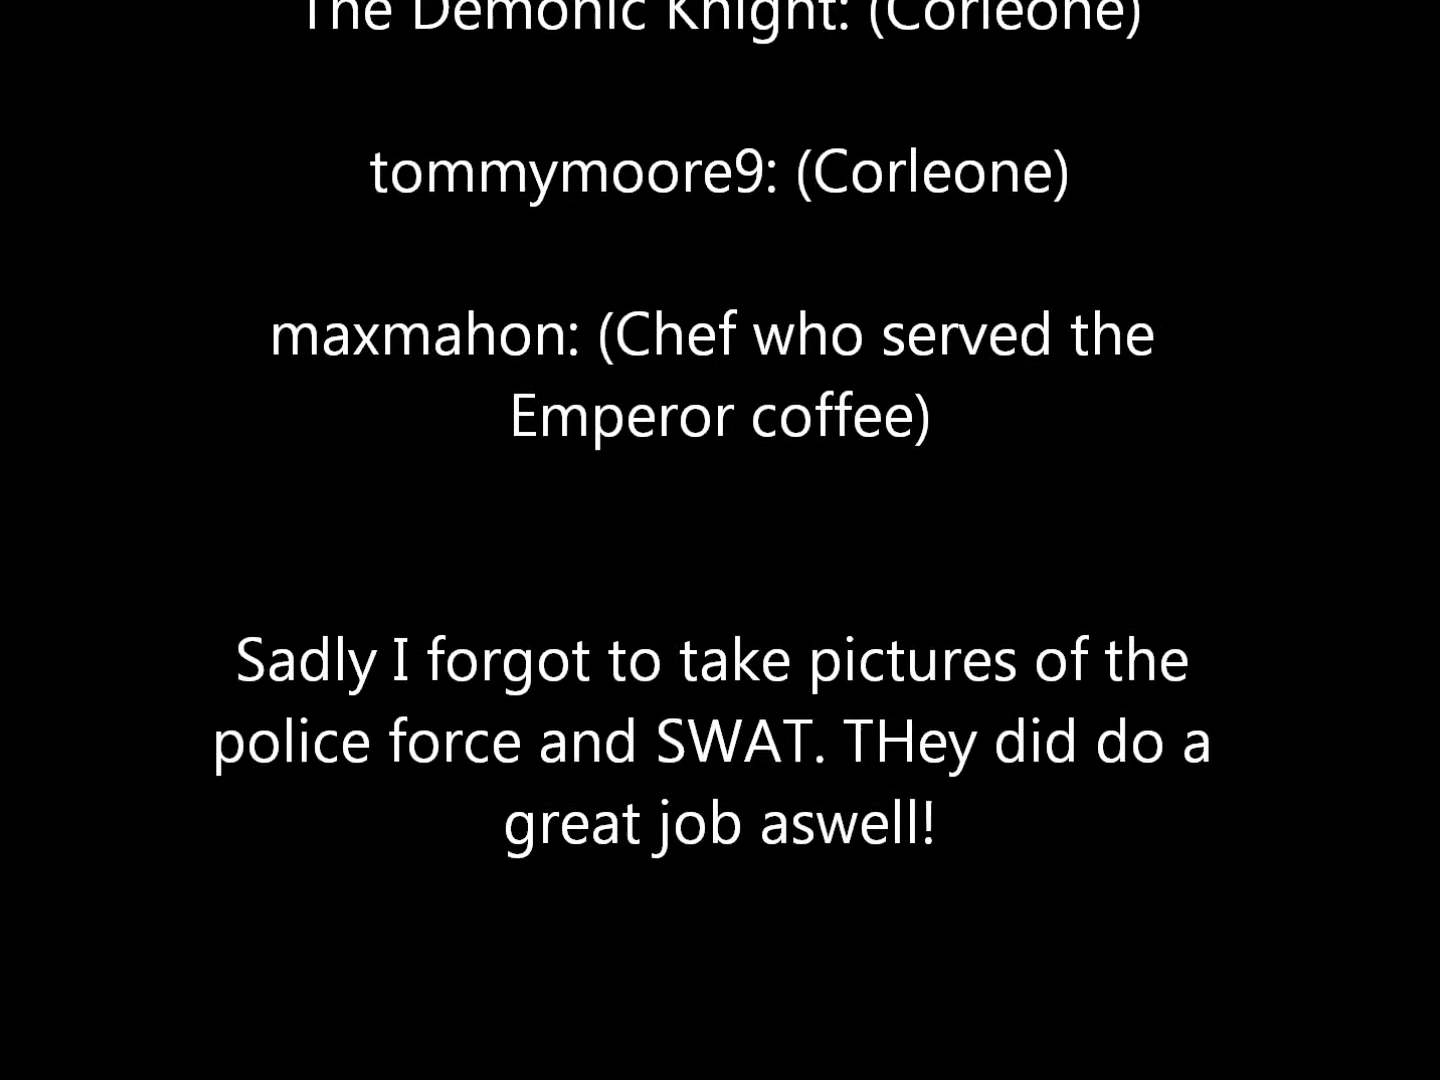 The Demonic Knight: (Corleone)
tommymoore9: (Corleone)
maxmahon: (Chef who served the
Emperor coffee)
Sadly I forgot to take pictures of the
police force and SWAT. THey did do a
great job aswell!